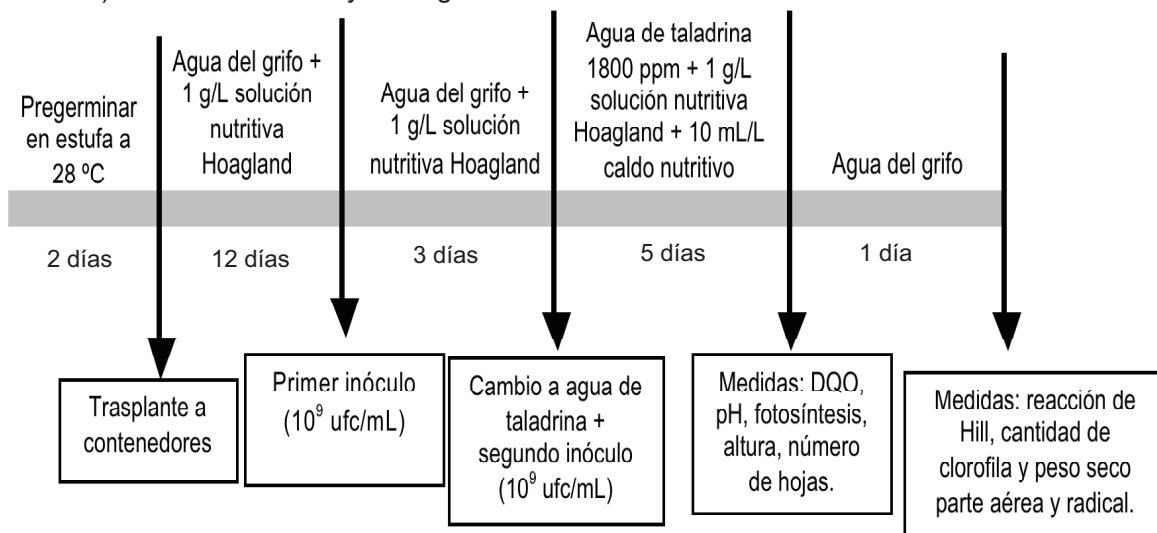 Pregerminar
en estufa a
28 ºC
Agua del grifo +
1 g/L solución
nutritiva
Hoagland
Agua del grifo +
1 g/L solución
nutritiva Hoagland
Agua de taladrina
1800 ppm + 1 g/L
solución nutritiva
Hoagland + 10 mL/L
caldo nutritivo
Agua del grifo
2 días
12 días
3 días
5 días
1 día
Trasplante a
contenedores
Primer inóculo
(10⁹ ufc/mL)
Cambio a agua de
taladrina +
segundo inóculo
(10⁹ ufc/mL)
Medidas: DQO,
pH, fotosíntesis,
altura, número
de hojas.
Medidas: reacción de
Hill, cantidad de
clorofila y peso seco
parte aérea y radical.